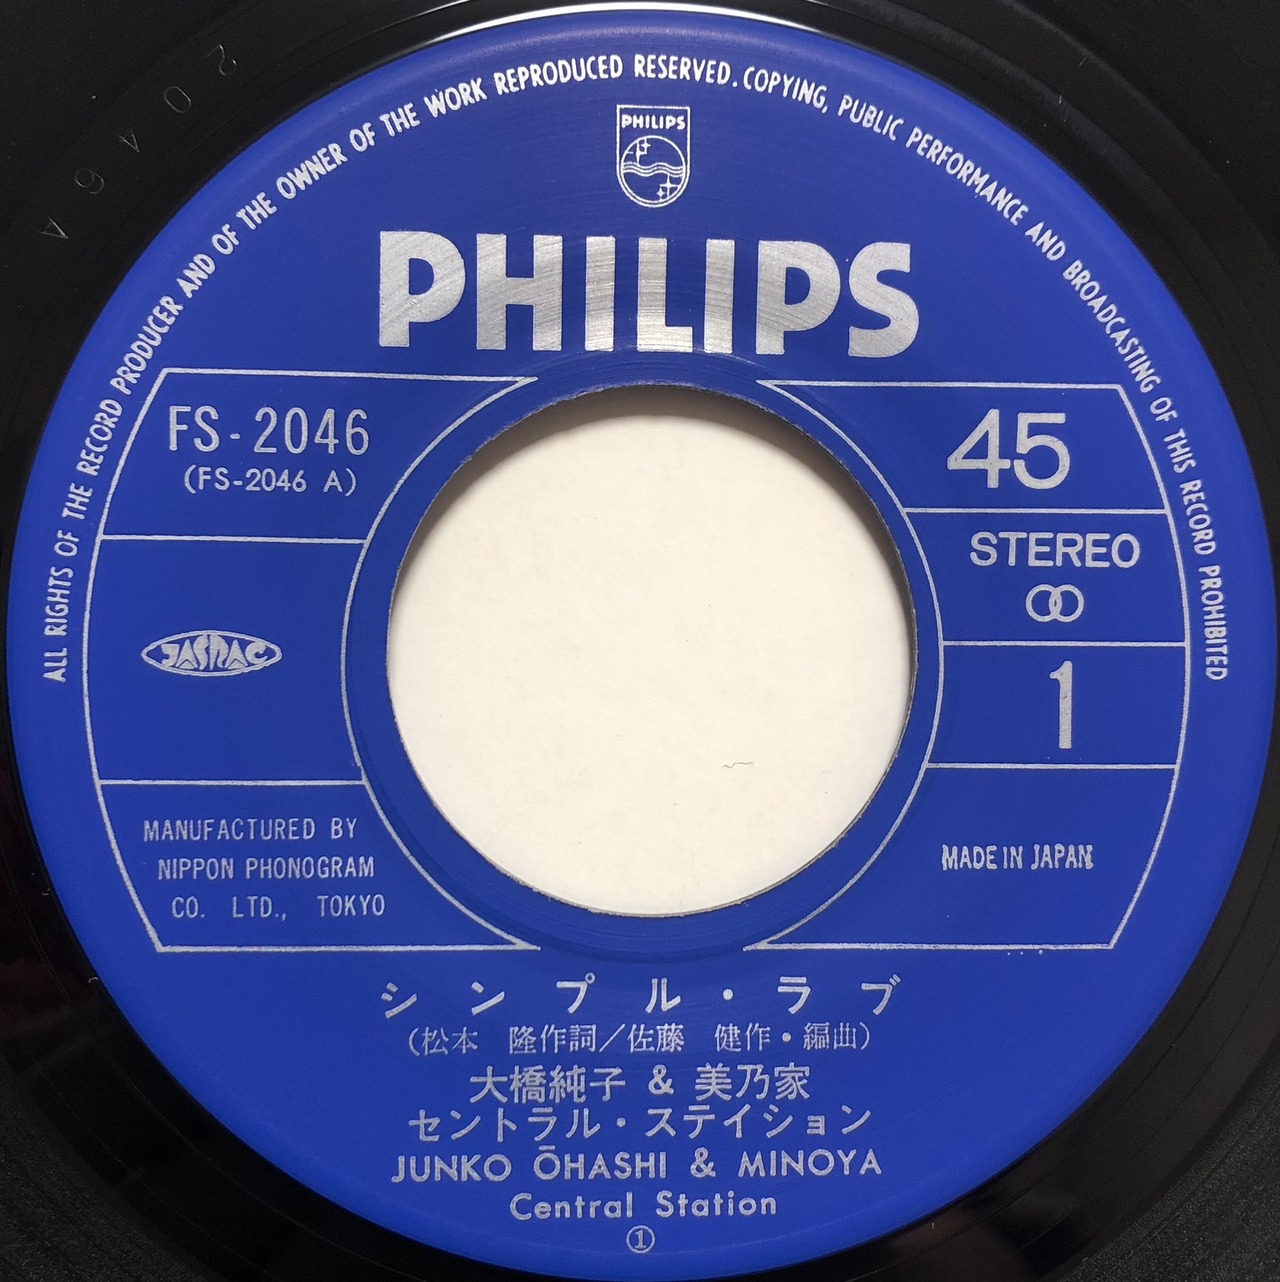 2046A
ALL RIGHTS OF THE RECORD PRODUCER AND OF THE OWNER OF THE WORK REPRODUCED RESERVED. COPYING, PUBLIC PERFORMANCE AND BROADCASTING OF THIS RECORD PROHIBITED
PHILIPS
PHILIPS
FS-2046
(FS-2046 A)
45
STEREO
1
JASRAC
MANUFACTURED BY
NIPPON PHONOGRAM
CO. LTD., TOKYO
MADE IN JAPAN
シンプル・ラブ
(松本 隆作詞/佐藤 健作・編曲)
大橋純子 & 美乃家
セントラル・ステイション
JUNKO ŌHASHI & MINOYA
Central Station
①